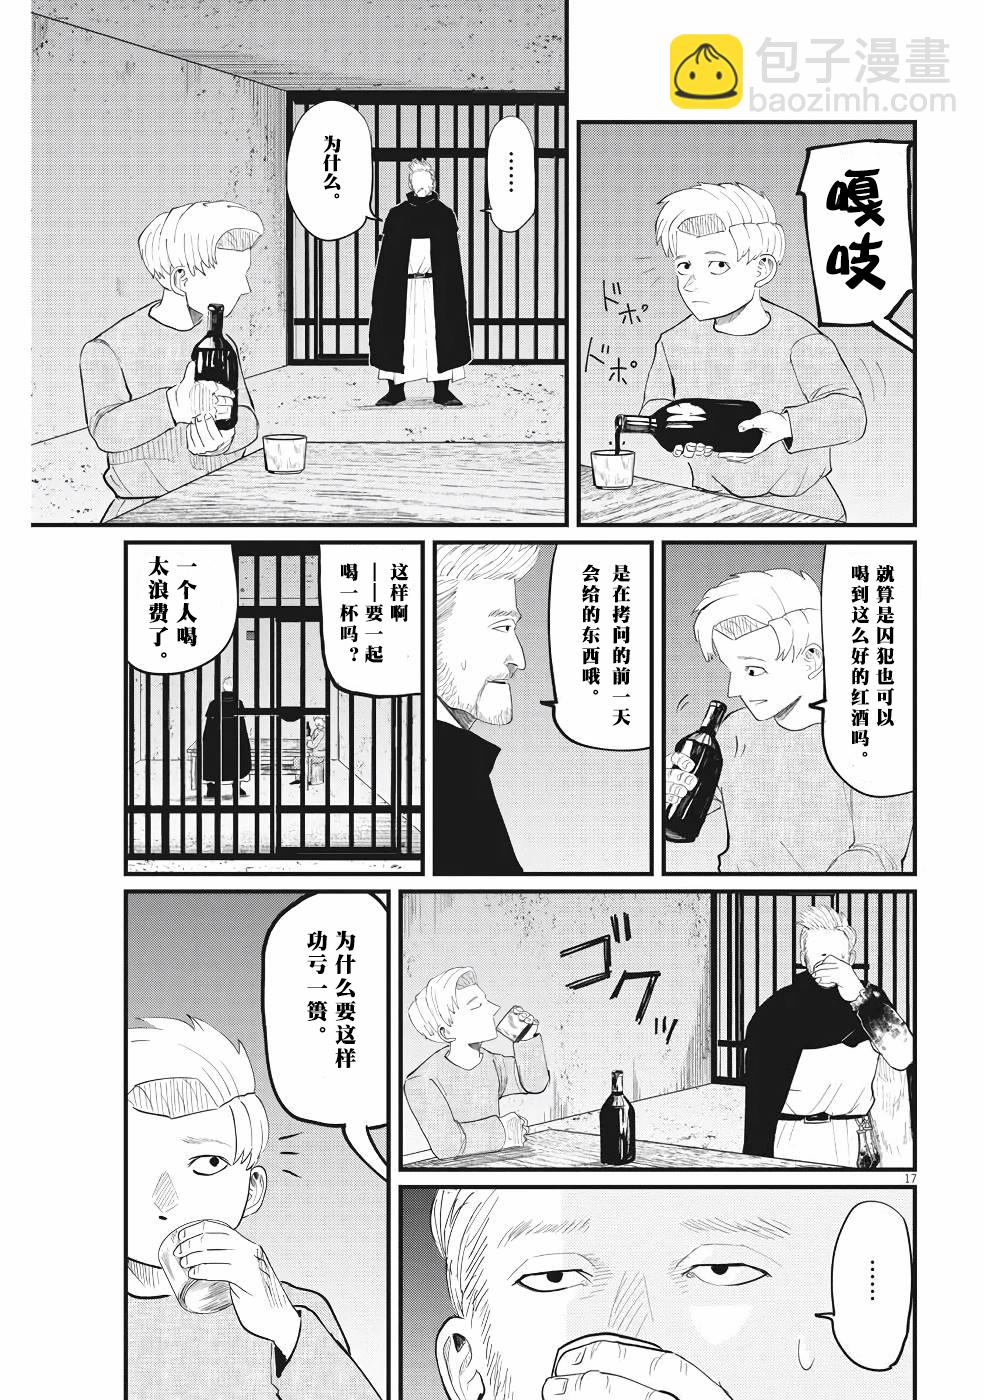 包子漫畫
baozimh.com
嘎吱
ドポ
ドポ
……
为什么。
就算是囚犯也可以
喝到这么好的红酒吗。
是在拷问的前一天
会给的东西哦。
这样啊
——要一起
喝一杯吗？
一个人喝
太浪费了。
ゴク
为什么要这样
功亏一篑。
……
17